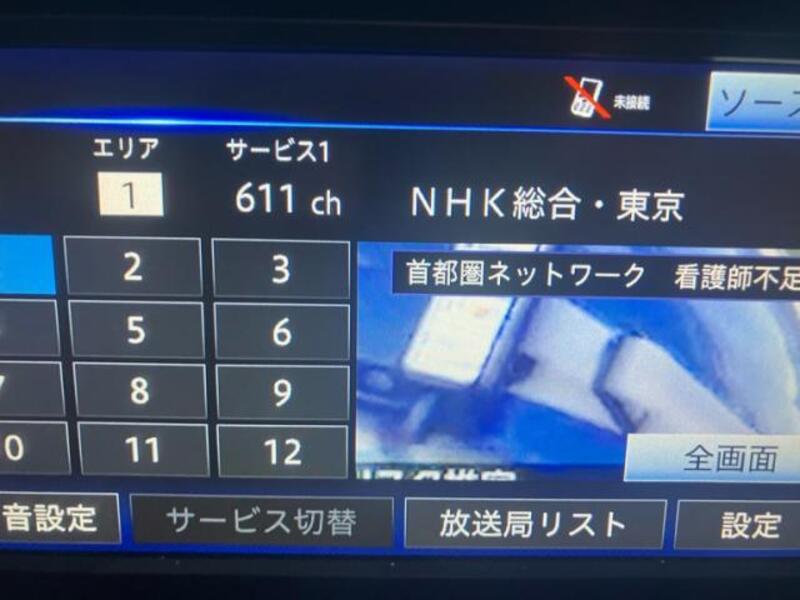 未接続
ソース
エリア
サービス1
1
611 ch
NHK総合・東京
2
3
首都圏ネットワーク 看護師不足
5
6
7
8
9
0
11
12
全画面
音設定
サービス切替
放送局リスト
設定